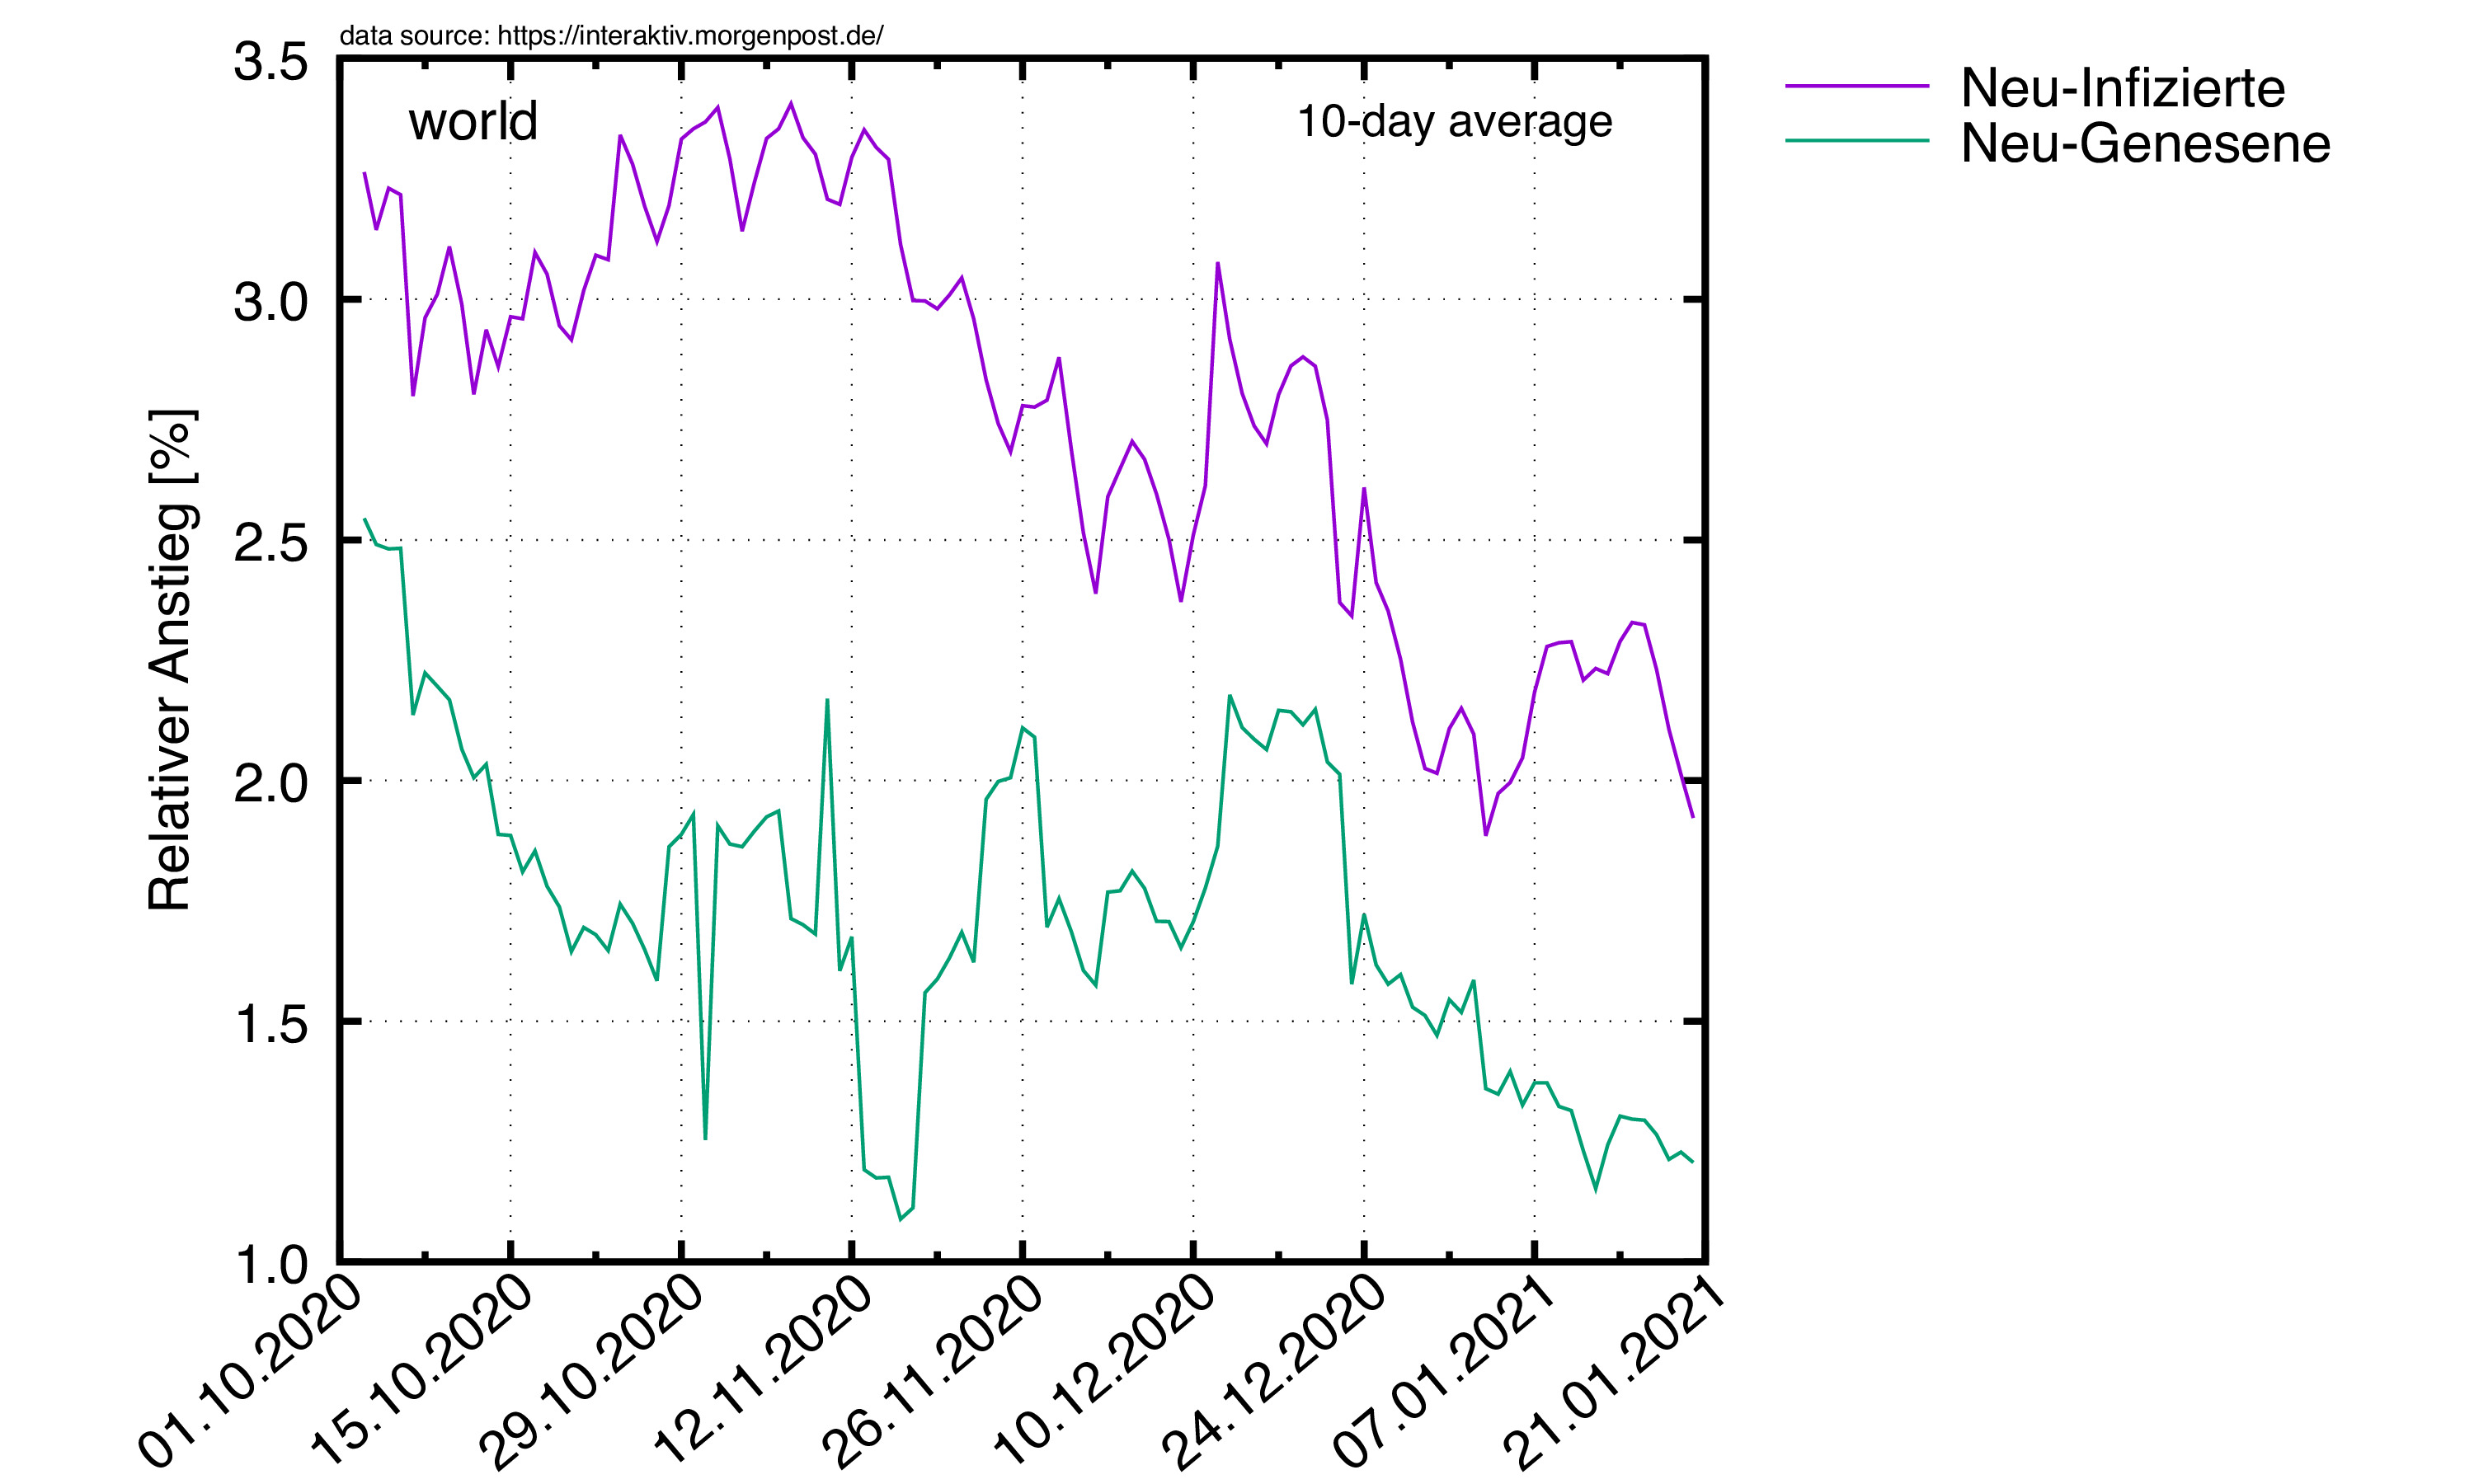 data source: https://interaktiv.morgenpost.de/
world
10-day average
Neu-Infizierte
Neu-Genesene
Relativer Anstieg [%]
3.5
3.0
2.5
2.0
1.5
1.0
01.10.2020
15.10.2020
29.10.2020
12.11.2020
26.11.2020
10.12.2020
24.12.2020
07.01.2021
21.01.2021